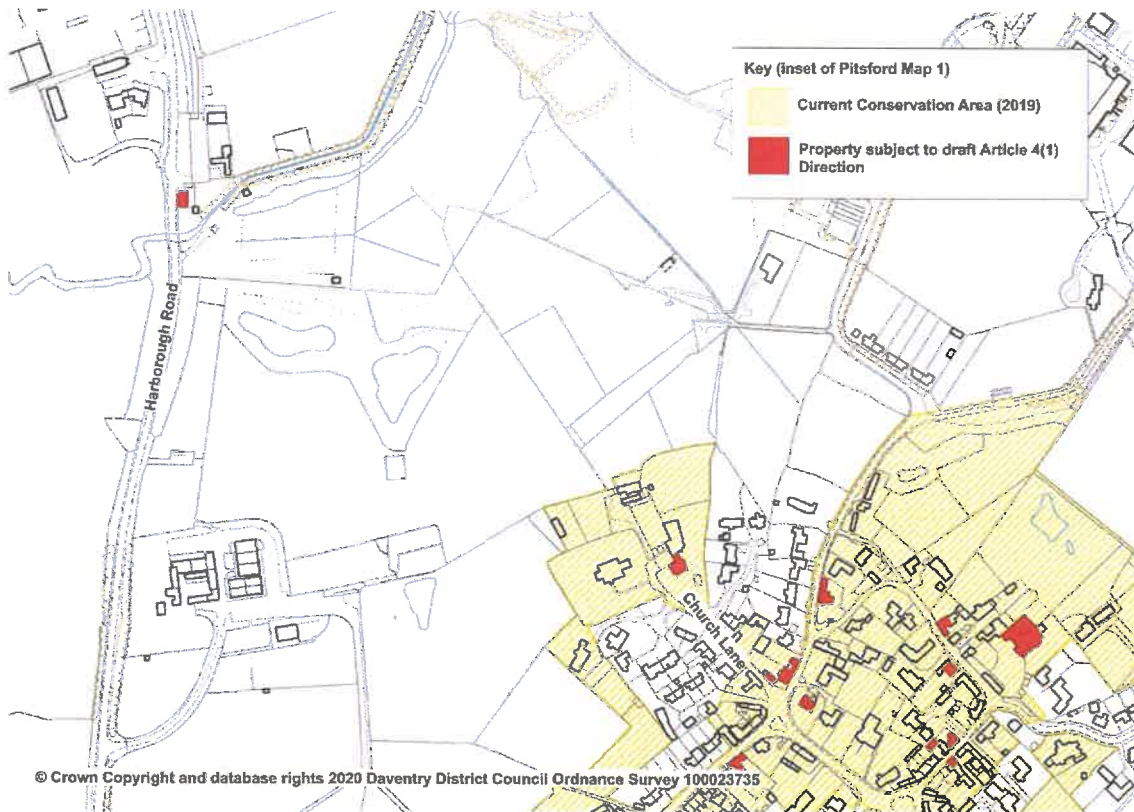 Key (inset of Pitsford Map 1)
Current Conservation Area (2019)
Property subject to draft Article 4(1)
Direction
Harborough Road
Church Lane
© Crown Copyright and database rights 2020 Daventry District Council Ordnance Survey 100023735